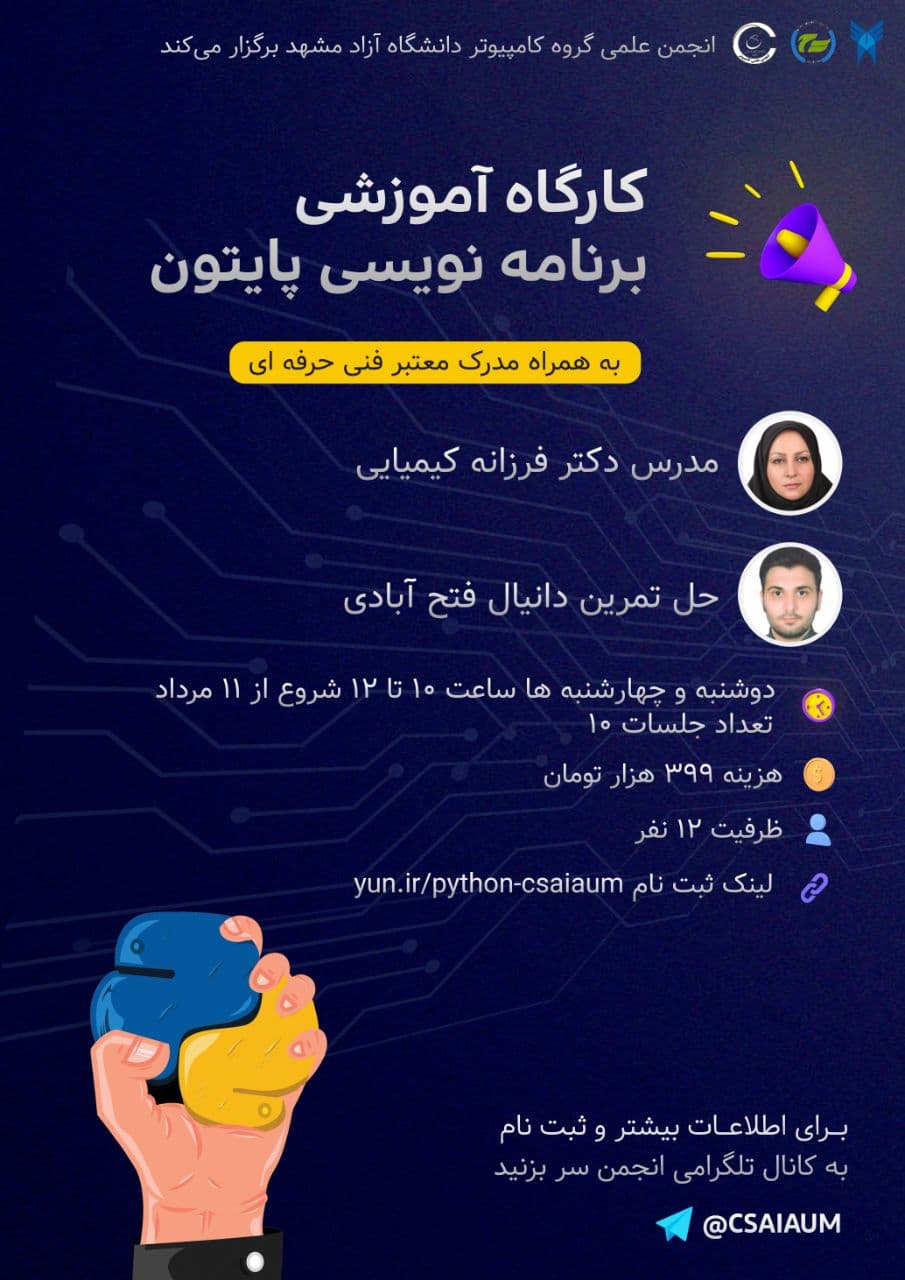 انجمن علمی گروه کامپیوتر دانشگاه آزاد مشهد برگزار می‌کند
کارگاه آموزشی
برنامه نویسی پایتون
به همراه مدرک معتبر فنی حرفه ای
مدرس دکتر فرزانه کیمیایی
حل تمرین دانیال فتح آبادی
دوشنبه و چهارشنبه ها ساعت ۱۰ تا ۱۲ شروع از ۱۱ مرداد
تعداد جلسات ۱۰
هزینه ۳۹۹ هزار تومان
ظرفیت ۱۲ نفر
لینک ثبت نام yun.ir/python-csaiaum
بـرای اطلاعـات بیشتر و ثبت نام
به کانال تلگرامی انجمن سر بزنید
@CSAIAUM